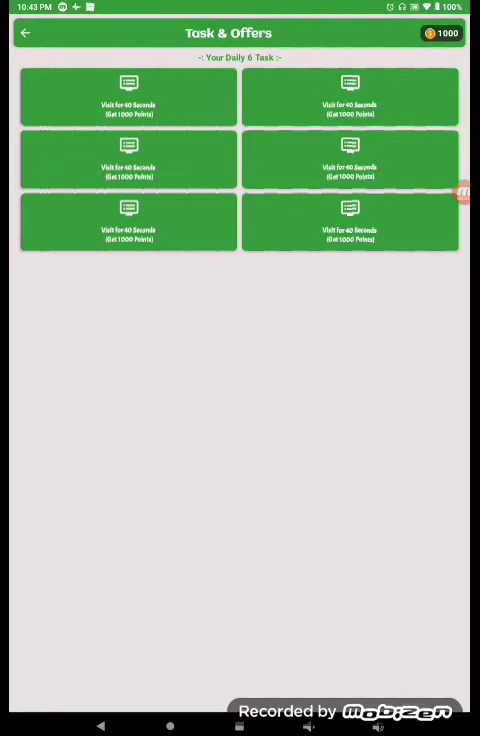 10:43 PM
100%
Task & Offers
1000
-: Your Daily 6 Task :-
Visit for 40 Seconds
(Get 1000 Points)
Visit for 40 Seconds
(Get 1000 Points)
Visit for 40 Seconds
(Get 1000 Points)
Visit for 40 Seconds
(Get 1000 Points)
Visit for 40 Seconds
(Get 1000 Points)
Visit for 40 Seconds
(Get 1000 Points)
Recorded by mobizen